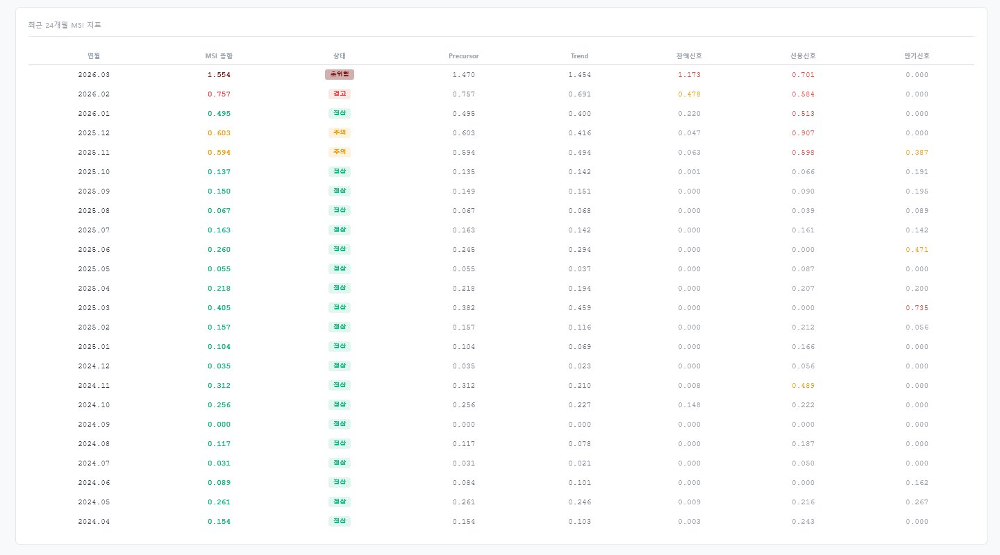 최근 24개월 MSI 지표
연월 MSI 종합 상태 Precursor Trend 잔액신호 신용신호 만기신호
2026.03 1.554 초위험 1.470 1.454 1.173 0.701 0.000
2026.02 0.757 경고 0.757 0.691 0.478 0.584 0.000
2026.01 0.495 정상 0.495 0.400 0.220 0.513 0.000
2025.12 0.603 주의 0.603 0.416 0.047 0.907 0.000
2025.11 0.594 주의 0.594 0.494 0.063 0.598 0.387
2025.10 0.137 정상 0.135 0.142 0.001 0.066 0.191
2025.09 0.150 정상 0.149 0.151 0.000 0.090 0.195
2025.08 0.067 정상 0.067 0.068 0.000 0.039 0.089
2025.07 0.163 정상 0.163 0.142 0.000 0.161 0.142
2025.06 0.260 정상 0.245 0.294 0.000 0.000 0.471
2025.05 0.055 정상 0.055 0.037 0.000 0.087 0.000
2025.04 0.218 정상 0.218 0.194 0.000 0.207 0.200
2025.03 0.405 정상 0.382 0.459 0.000 0.000 0.735
2025.02 0.157 정상 0.157 0.116 0.000 0.212 0.056
2025.01 0.104 정상 0.104 0.069 0.000 0.166 0.000
2024.12 0.035 정상 0.035 0.023 0.000 0.056 0.000
2024.11 0.312 정상 0.312 0.210 0.008 0.489 0.000
2024.10 0.256 정상 0.256 0.227 0.148 0.222 0.000
2024.09 0.000 정상 0.000 0.000 0.000 0.000 0.000
2024.08 0.117 정상 0.117 0.078 0.000 0.187 0.000
2024.07 0.031 정상 0.031 0.021 0.000 0.050 0.000
2024.06 0.089 정상 0.084 0.101 0.000 0.000 0.162
2024.05 0.261 정상 0.261 0.246 0.009 0.216 0.267
2024.04 0.154 정상 0.154 0.103 0.003 0.243 0.000